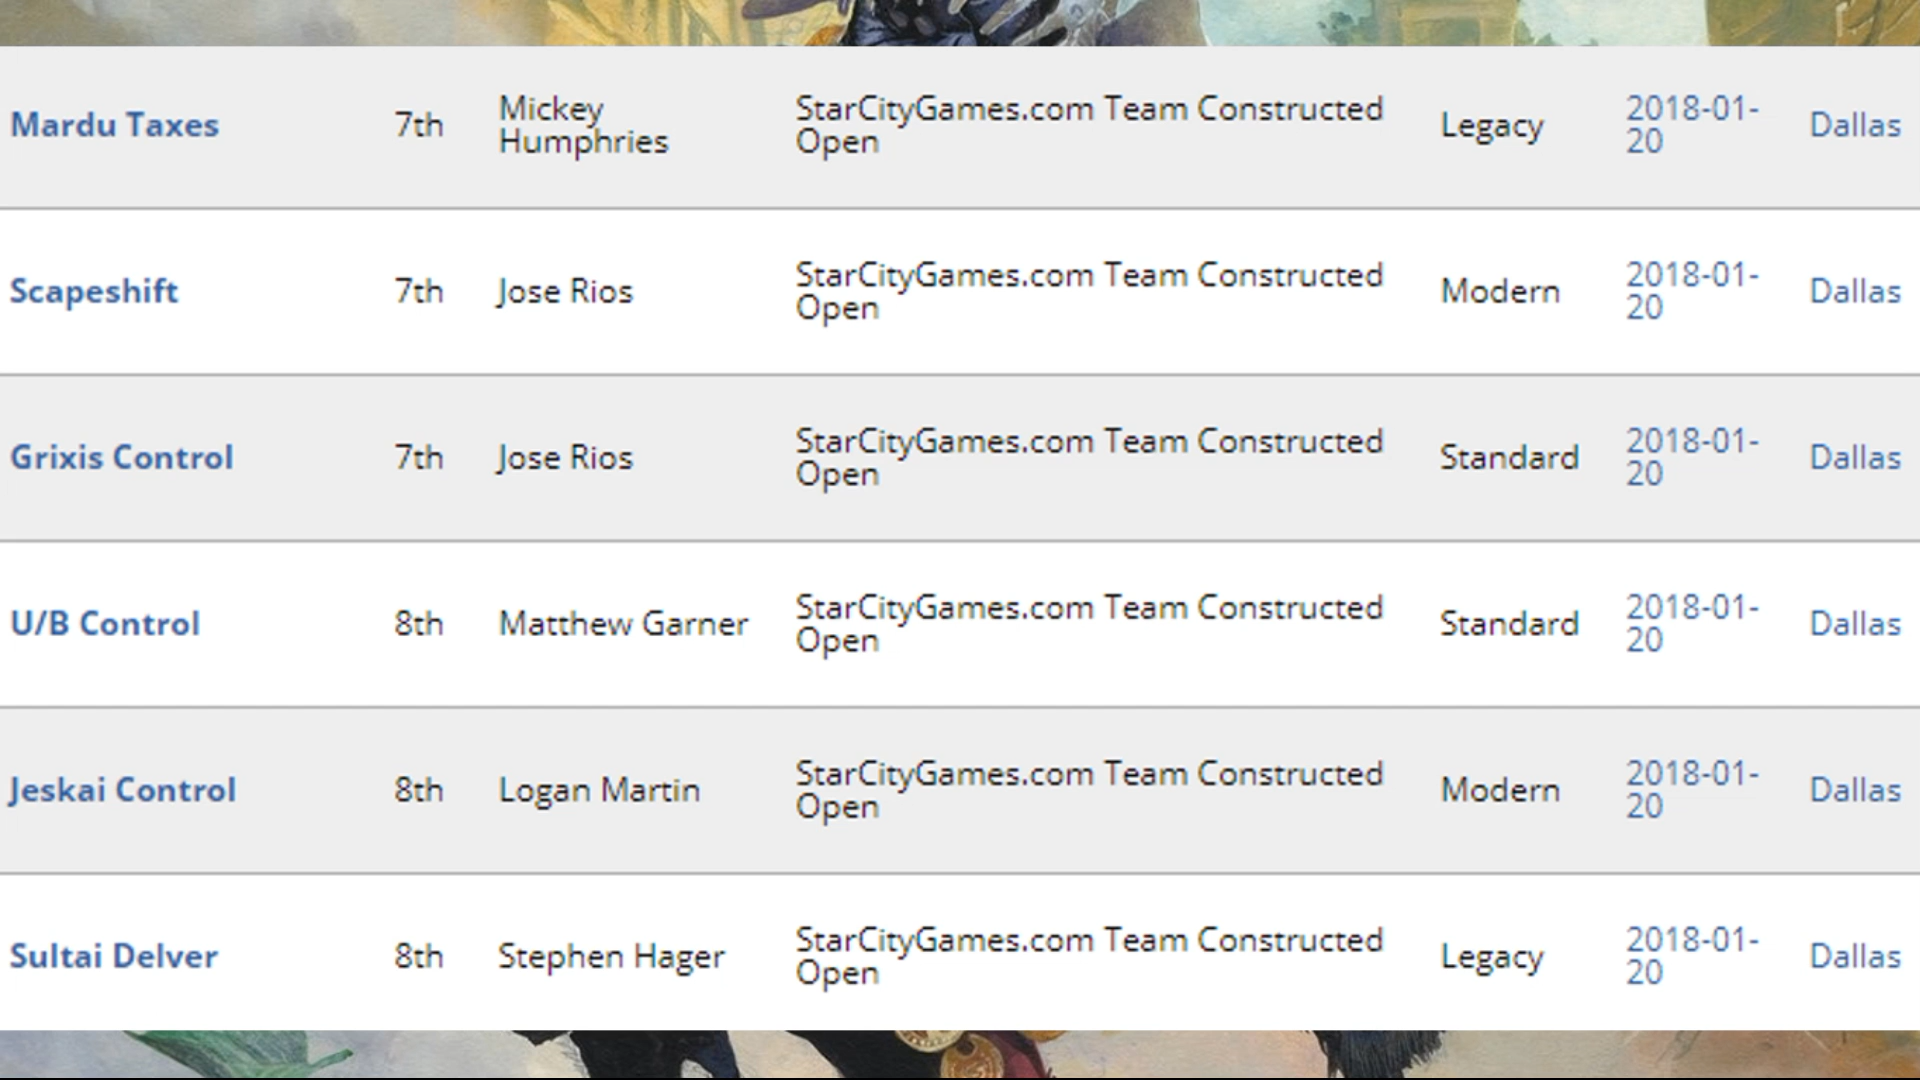 Mardu Taxes 7th Mickey Humphries StarCityGames.com Team Constructed Open Legacy 2018-01-20 Dallas
Scapeshift 7th Jose Rios StarCityGames.com Team Constructed Open Modern 2018-01-20 Dallas
Grixis Control 7th Jose Rios StarCityGames.com Team Constructed Open Standard 2018-01-20 Dallas
U/B Control 8th Matthew Garner StarCityGames.com Team Constructed Open Standard 2018-01-20 Dallas
Jeskai Control 8th Logan Martin StarCityGames.com Team Constructed Open Modern 2018-01-20 Dallas
Sultai Delver 8th Stephen Hager StarCityGames.com Team Constructed Open Legacy 2018-01-20 Dallas